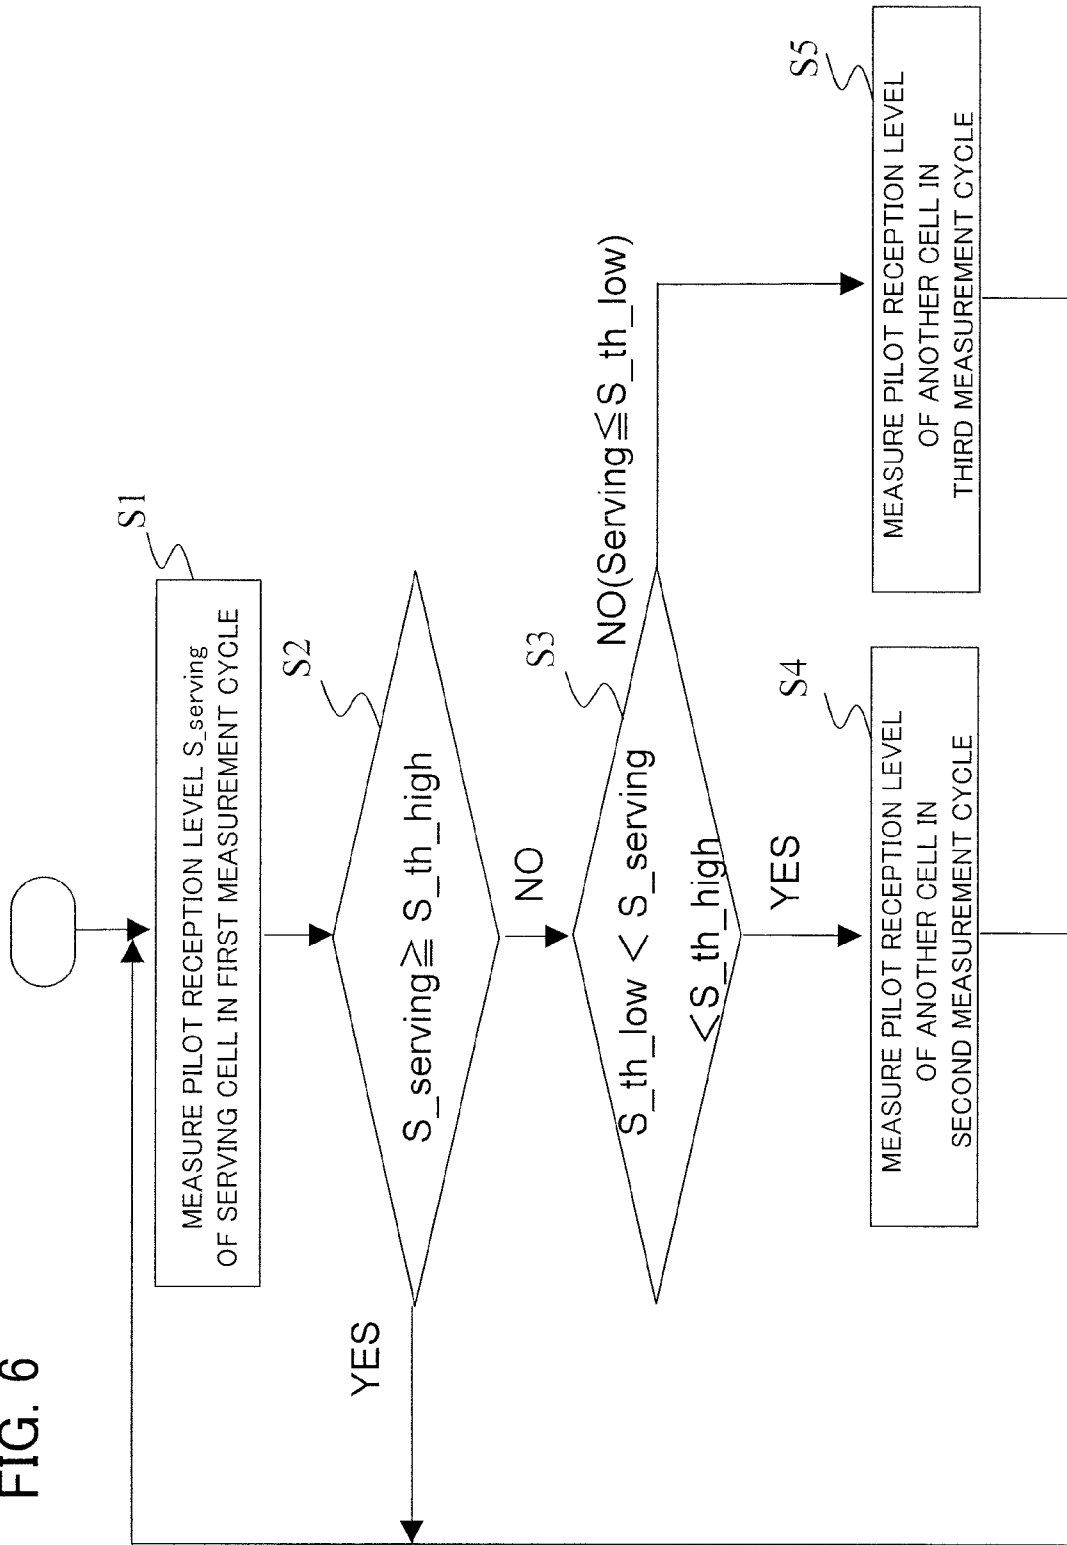 FIG. 6
S1
MEASURE PILOT RECEPTION LEVEL S_serving
OF SERVING CELL IN FIRST MEASUREMENT CYCLE
S2
S_serving≧ S_th_high
YES
NO
S3
S_th_low < S_serving
<S_th_high
NO(Serving≦S_th_low)
YES
S4
MEASURE PILOT RECEPTION LEVEL
OF ANOTHER CELL IN
SECOND MEASUREMENT CYCLE
S5
MEASURE PILOT RECEPTION LEVEL
OF ANOTHER CELL IN
THIRD MEASUREMENT CYCLE